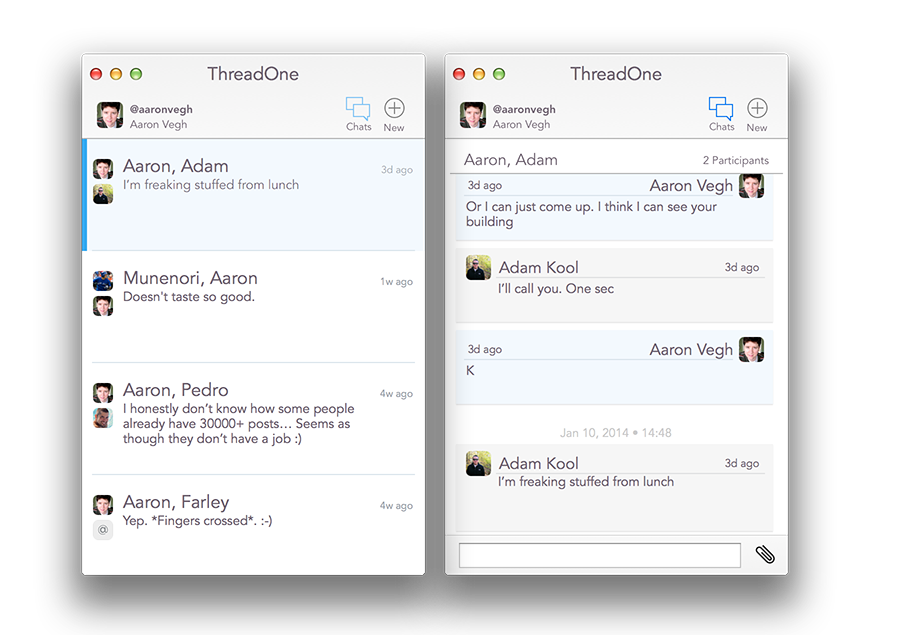 ThreadOne
@aaronvegh
Aaron Vegh
Chats
New
Aaron, Adam
3d ago
I’m freaking stuffed from lunch
Munenori, Aaron
1w ago
Doesn't taste so good.
Aaron, Pedro
4w ago
I honestly don’t know how some people
already have 30000+ posts… Seems as
though they don’t have a job :)
Aaron, Farley
4w ago
Yep. *Fingers crossed*. :-)
@
ThreadOne
@aaronvegh
Aaron Vegh
Chats
New
Aaron, Adam
2 Participants
3d ago
Aaron Vegh
Or I can just come up. I think I can see your
building
Adam Kool
3d ago
I’ll call you. One sec
3d ago
Aaron Vegh
K
Jan 10, 2014 • 14:48
Adam Kool
3d ago
I’m freaking stuffed from lunch